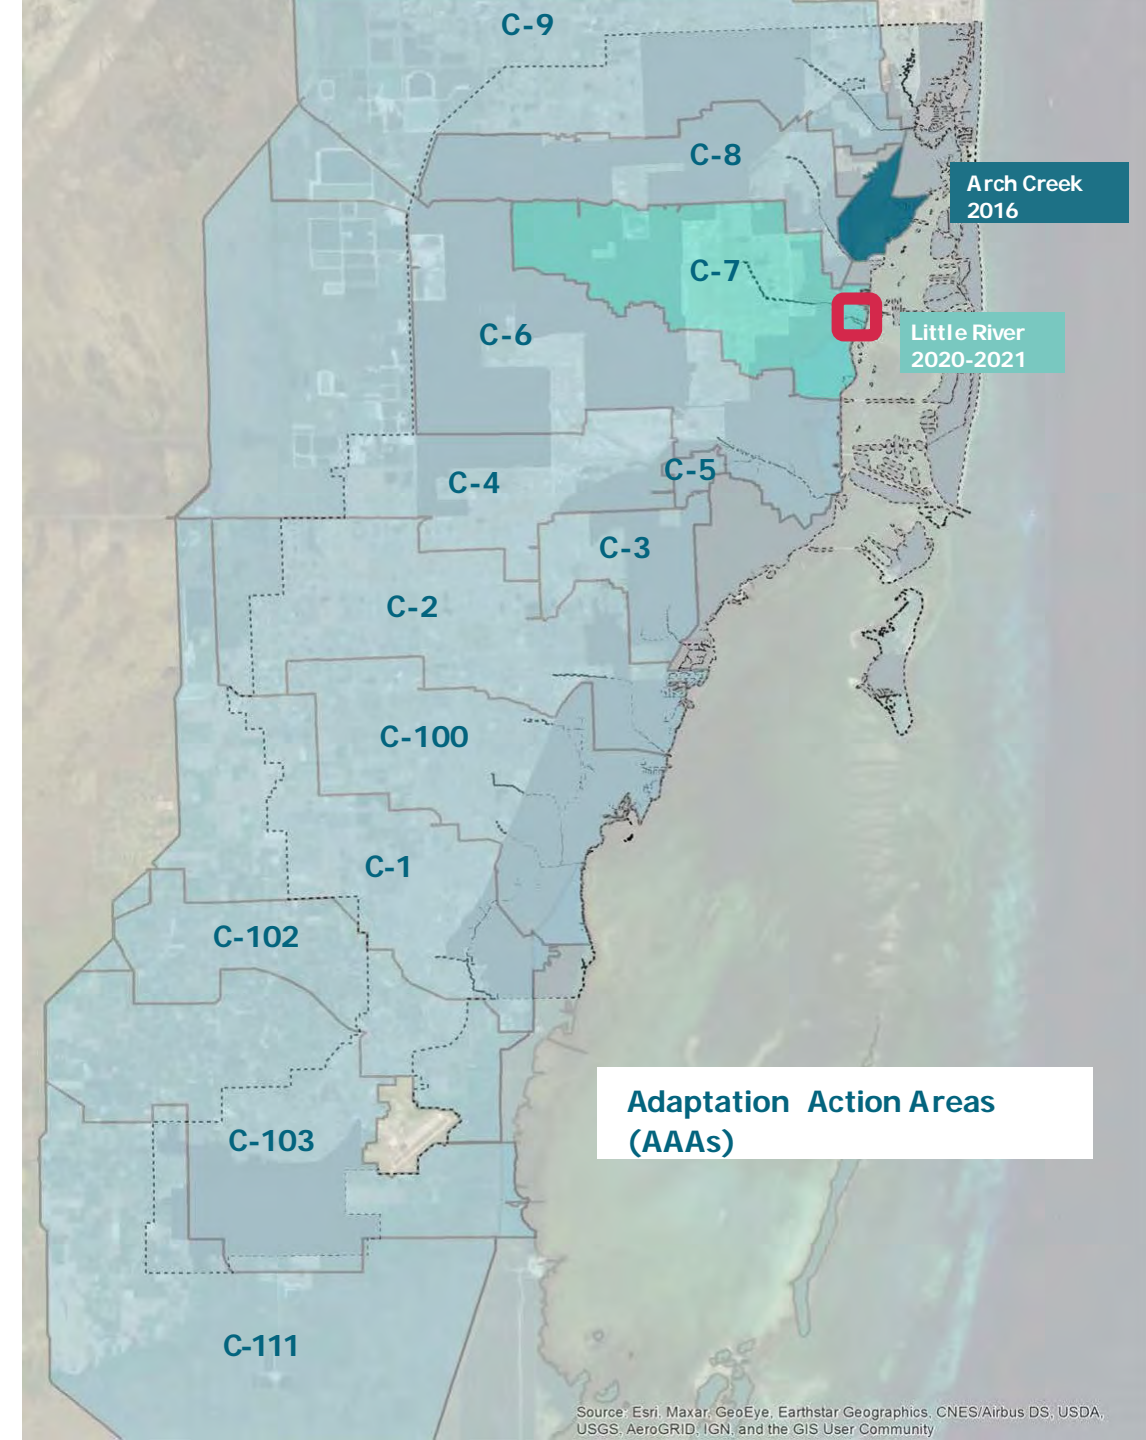 C-9
C-8
Arch Creek
2016
C-7
C-6
Little River
2020-2021
C-5
C-4
C-3
C-2
C-100
C-1
C-102
Adaptation Action Areas
(AAAs)
C-103
C-111
Source: Esri, Maxar, GeoEye, Earthstar Geographics, CNES/Airbus DS, USDA,
USGS, AeroGRID, IGN, and the GIS User Community